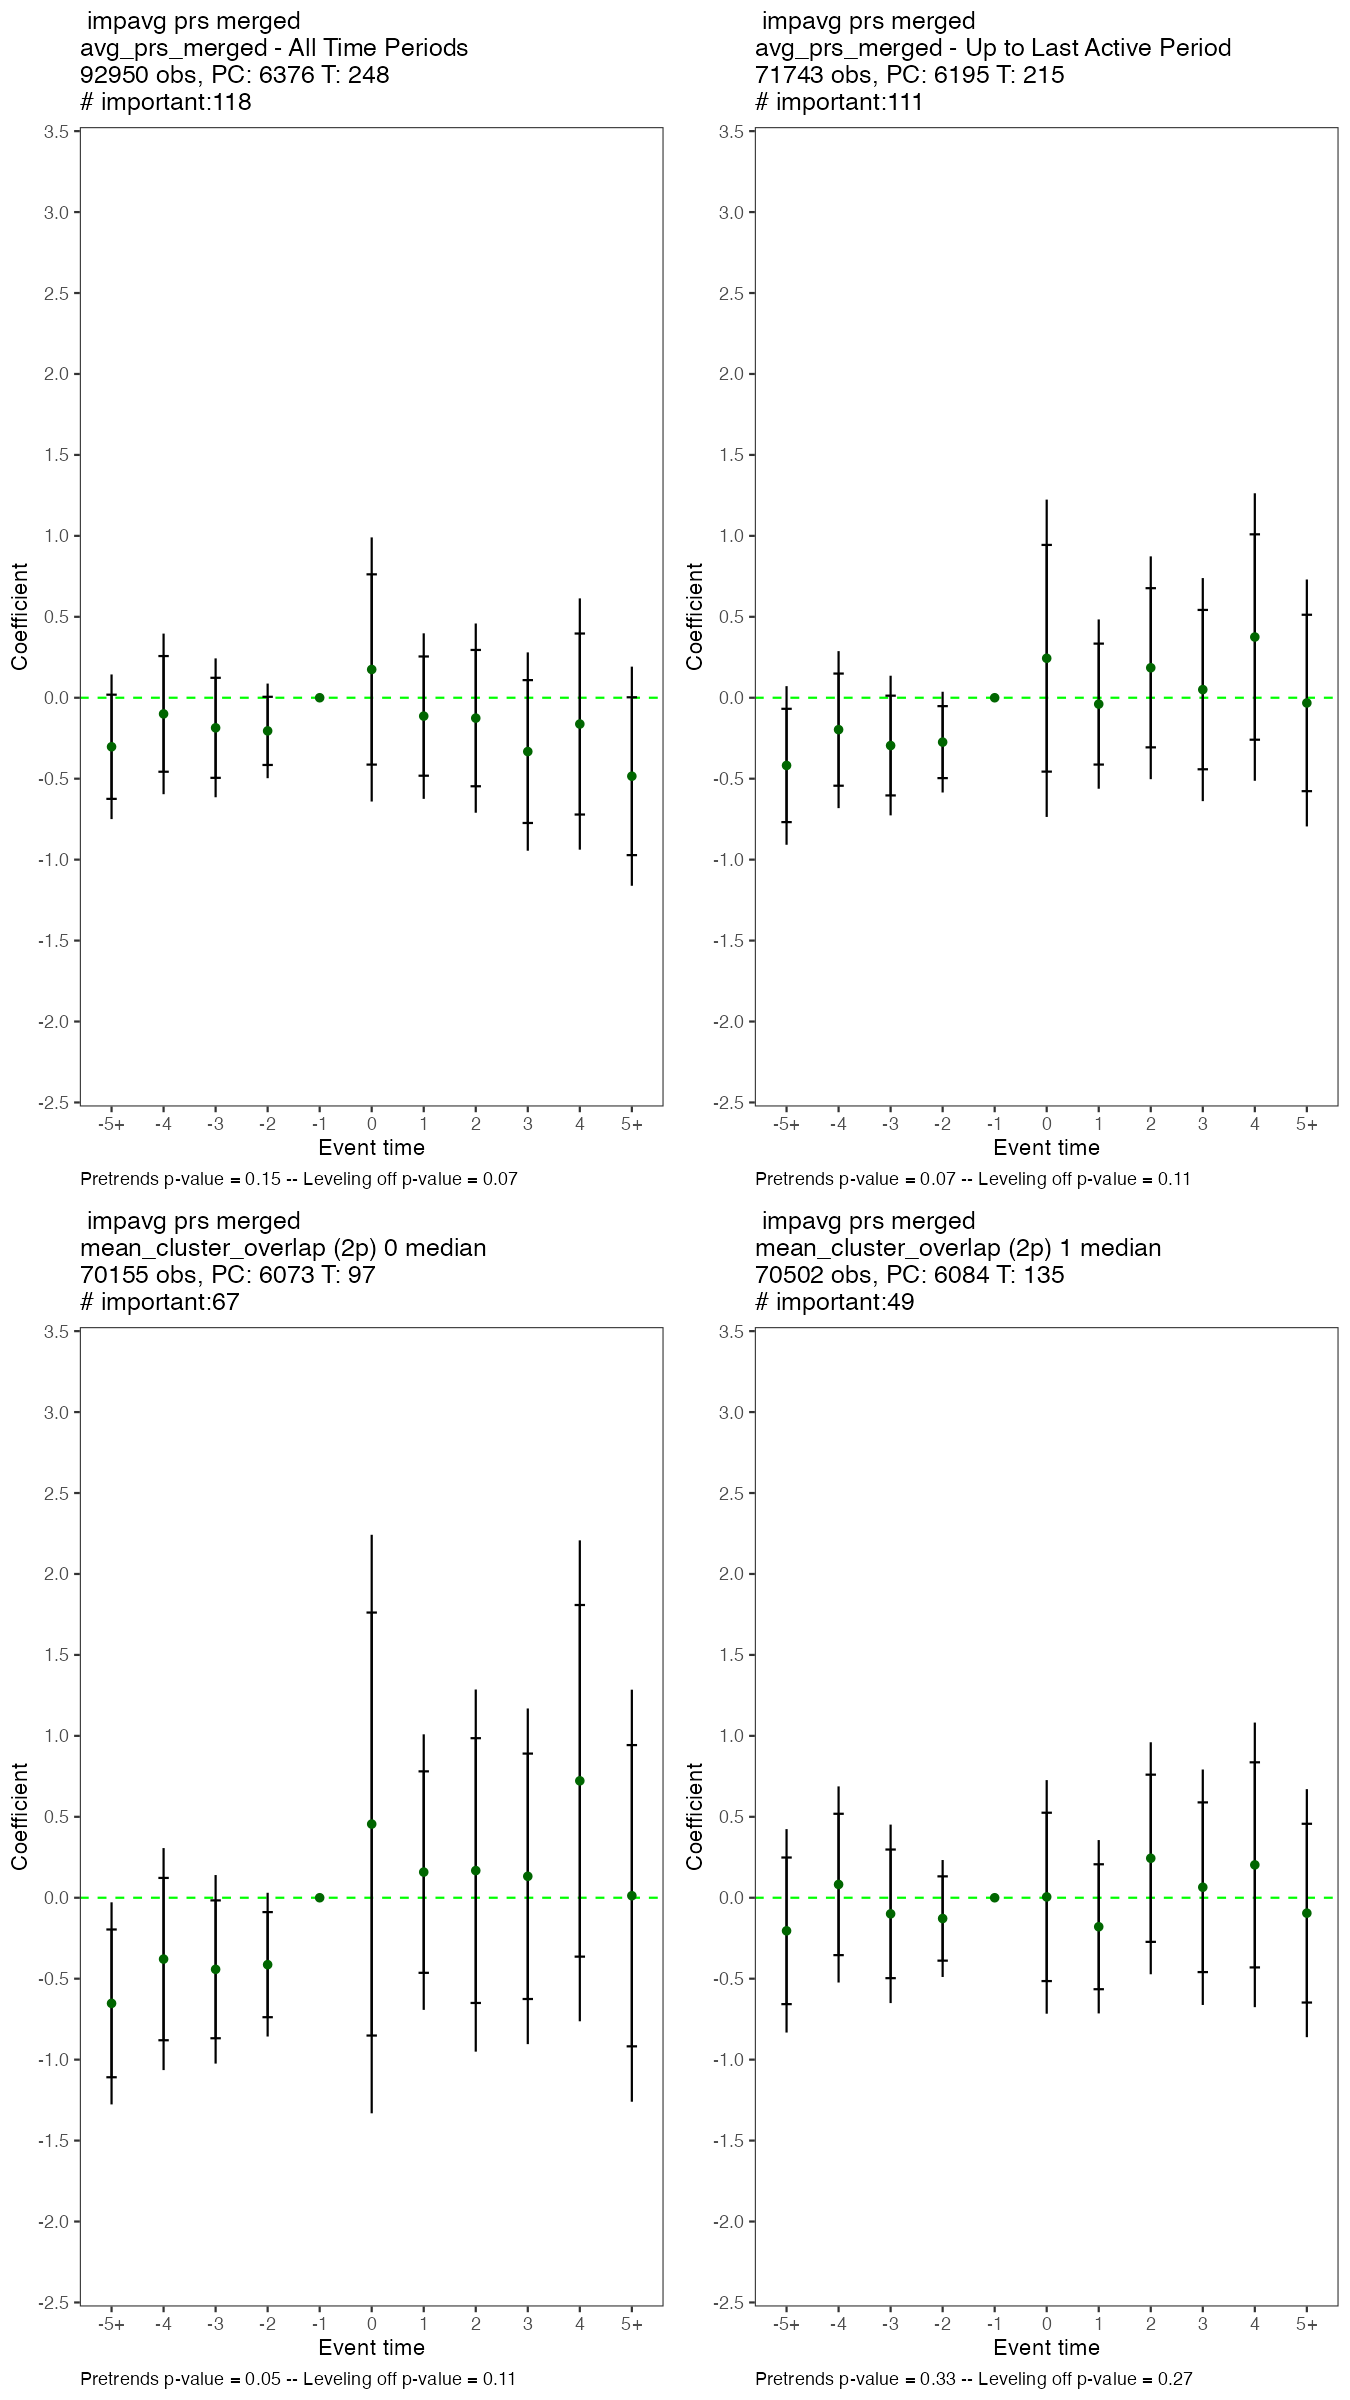 impavg prs merged
avg_prs_merged - All Time Periods
92950 obs, PC: 6376 T: 248
# important:118
3.5
3.0
2.5
2.0
1.5
1.0
0.5
0.0
-0.5
-1.0
-1.5
-2.0
-2.5
Coefficient
-5+ -4 -3 -2 -1 0 1 2 3 4 5+
Event time
Pretrends p-value = 0.15 -- Leveling off p-value = 0.07
impavg prs merged
avg_prs_merged - Up to Last Active Period
71743 obs, PC: 6195 T: 215
# important:111
3.5
3.0
2.5
2.0
1.5
1.0
0.5
0.0
-0.5
-1.0
-1.5
-2.0
-2.5
Coefficient
-5+ -4 -3 -2 -1 0 1 2 3 4 5+
Event time
Pretrends p-value = 0.07 -- Leveling off p-value = 0.11
impavg prs merged
mean_cluster_overlap (2p) 0 median
70155 obs, PC: 6073 T: 97
# important:67
3.5
3.0
2.5
2.0
1.5
1.0
0.5
0.0
-0.5
-1.0
-1.5
-2.0
-2.5
Coefficient
-5+ -4 -3 -2 -1 0 1 2 3 4 5+
Event time
Pretrends p-value = 0.05 -- Leveling off p-value = 0.11
impavg prs merged
mean_cluster_overlap (2p) 1 median
70502 obs, PC: 6084 T: 135
# important:49
3.5
3.0
2.5
2.0
1.5
1.0
0.5
0.0
-0.5
-1.0
-1.5
-2.0
-2.5
Coefficient
-5+ -4 -3 -2 -1 0 1 2 3 4 5+
Event time
Pretrends p-value = 0.33 -- Leveling off p-value = 0.27